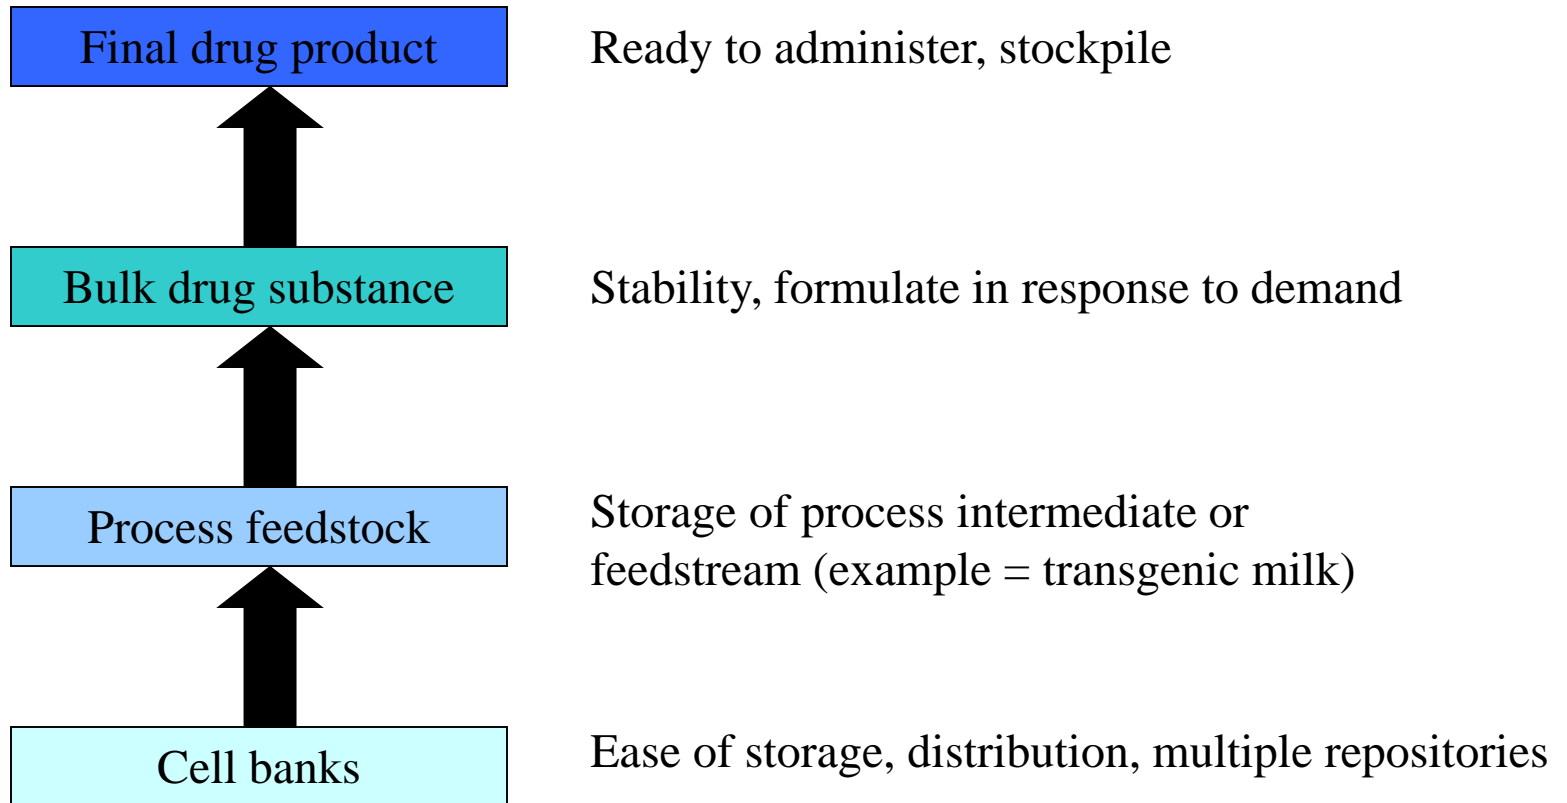 Final drug product
Ready to administer, stockpile
Bulk drug substance
Stability, formulate in response to demand
Process feedstock
Storage of process intermediate or
feedstream (example = transgenic milk)
Cell banks
Ease of storage, distribution, multiple repositories